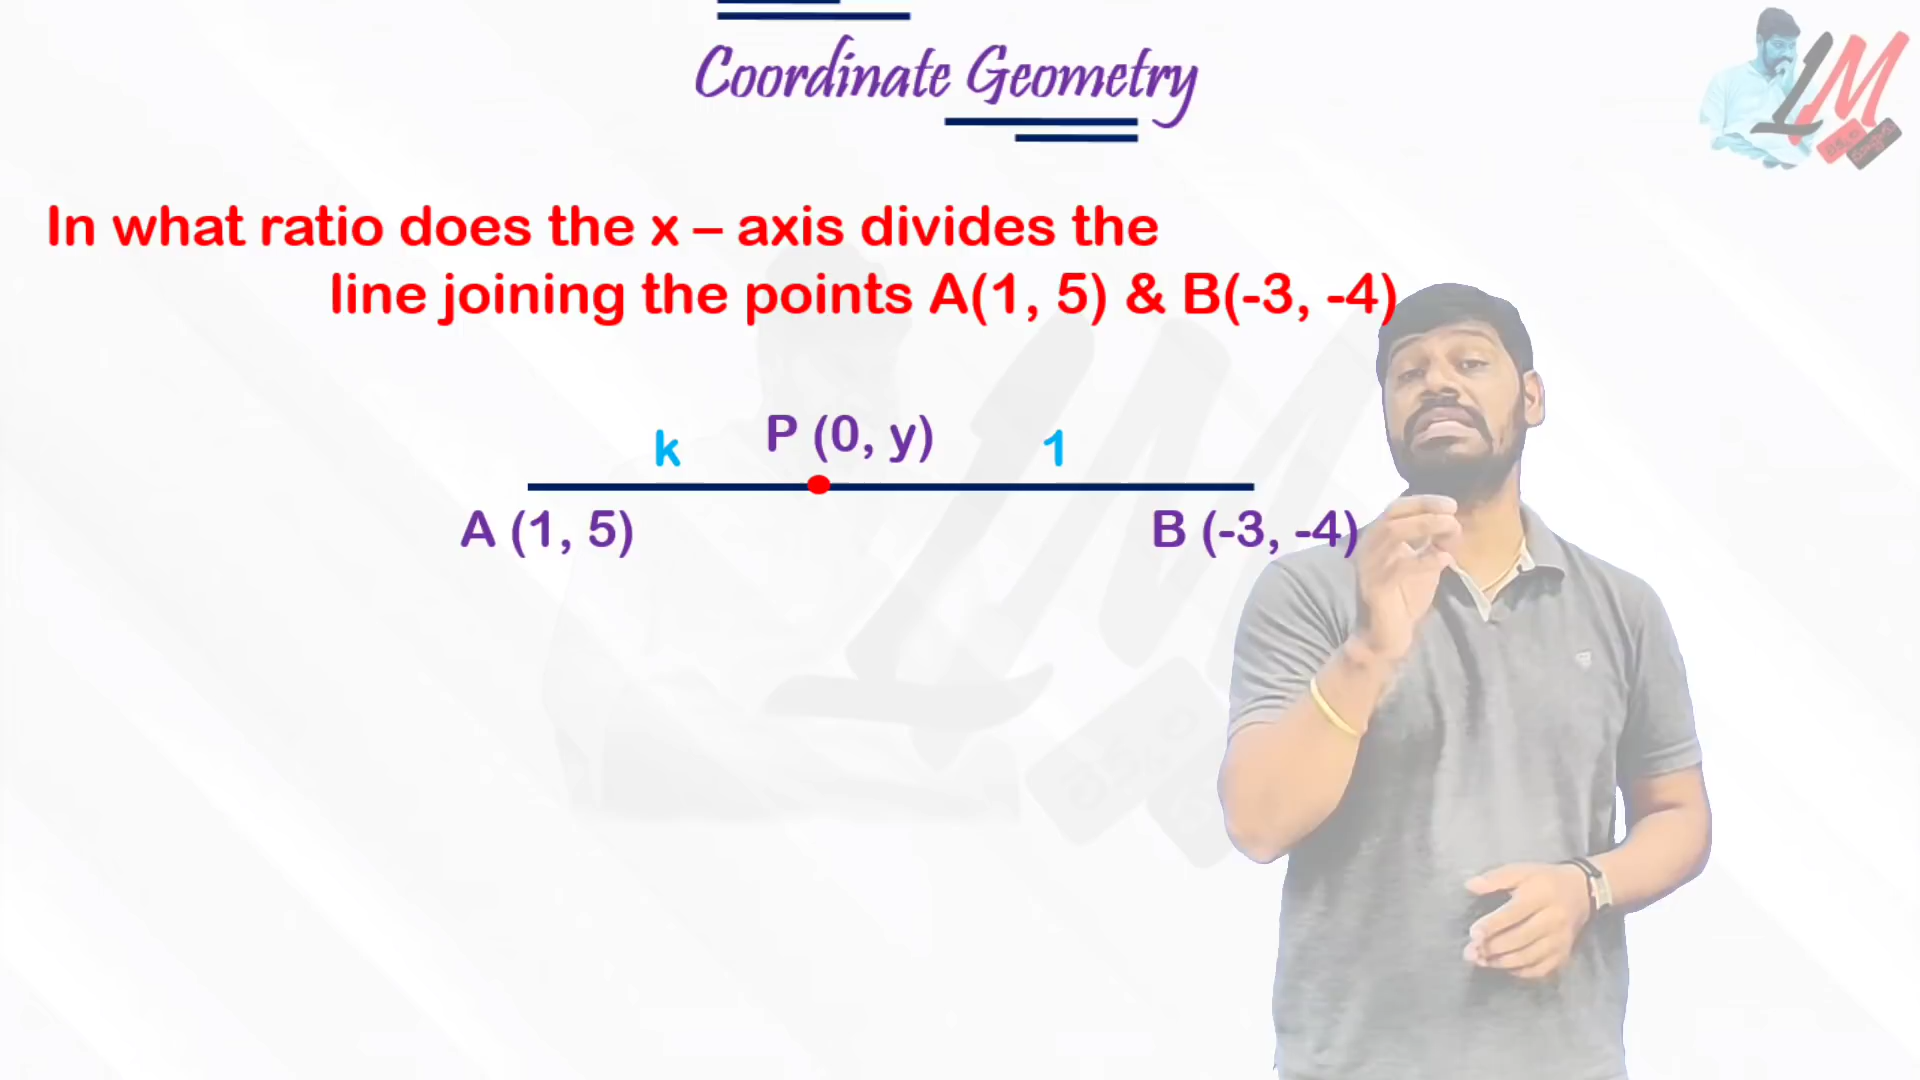 Coordinate Geometry
LM
In what ratio does the x – axis divides the
line joining the points A(1, 5) & B(-3, -4)
k
P (0, y)
1
A (1, 5)
B (-3, -4)